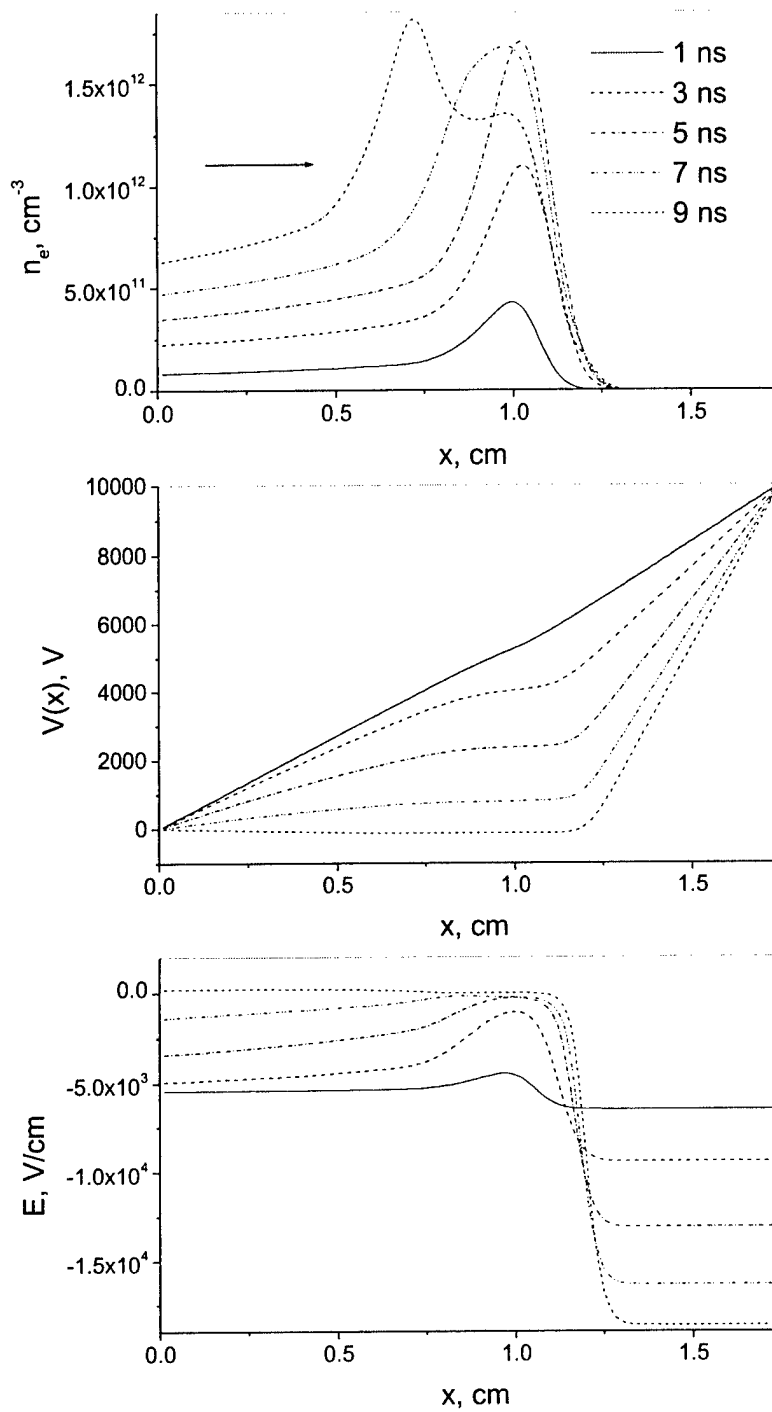 1 ns
3 ns
5 ns
7 ns
9 ns
1.5x10¹²
1.0x10¹²
5.0x10¹¹
0.0
nₑ, cm⁻³
0.0 0.5 1.0 1.5
x, cm
10000
8000
6000
4000
2000
0
V(x), V
0.0 0.5 1.0 1.5
x, cm
0.0
-5.0x10³
-1.0x10⁴
-1.5x10⁴
E, V/cm
0.0 0.5 1.0 1.5
x, cm